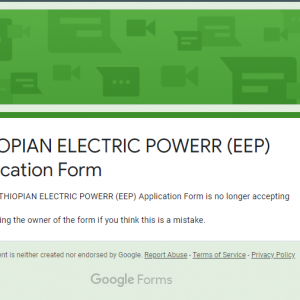 OPIAN ELECTRIC POWERR (EEP)
cation Form
THIOPIAN ELECTRIC POWERR (EEP) Application Form is no longer accepting
ing the owner of the form if you think this is a mistake.
nt is neither created nor endorsed by Google. Report Abuse - Terms of Service - Privacy Policy
Google Forms